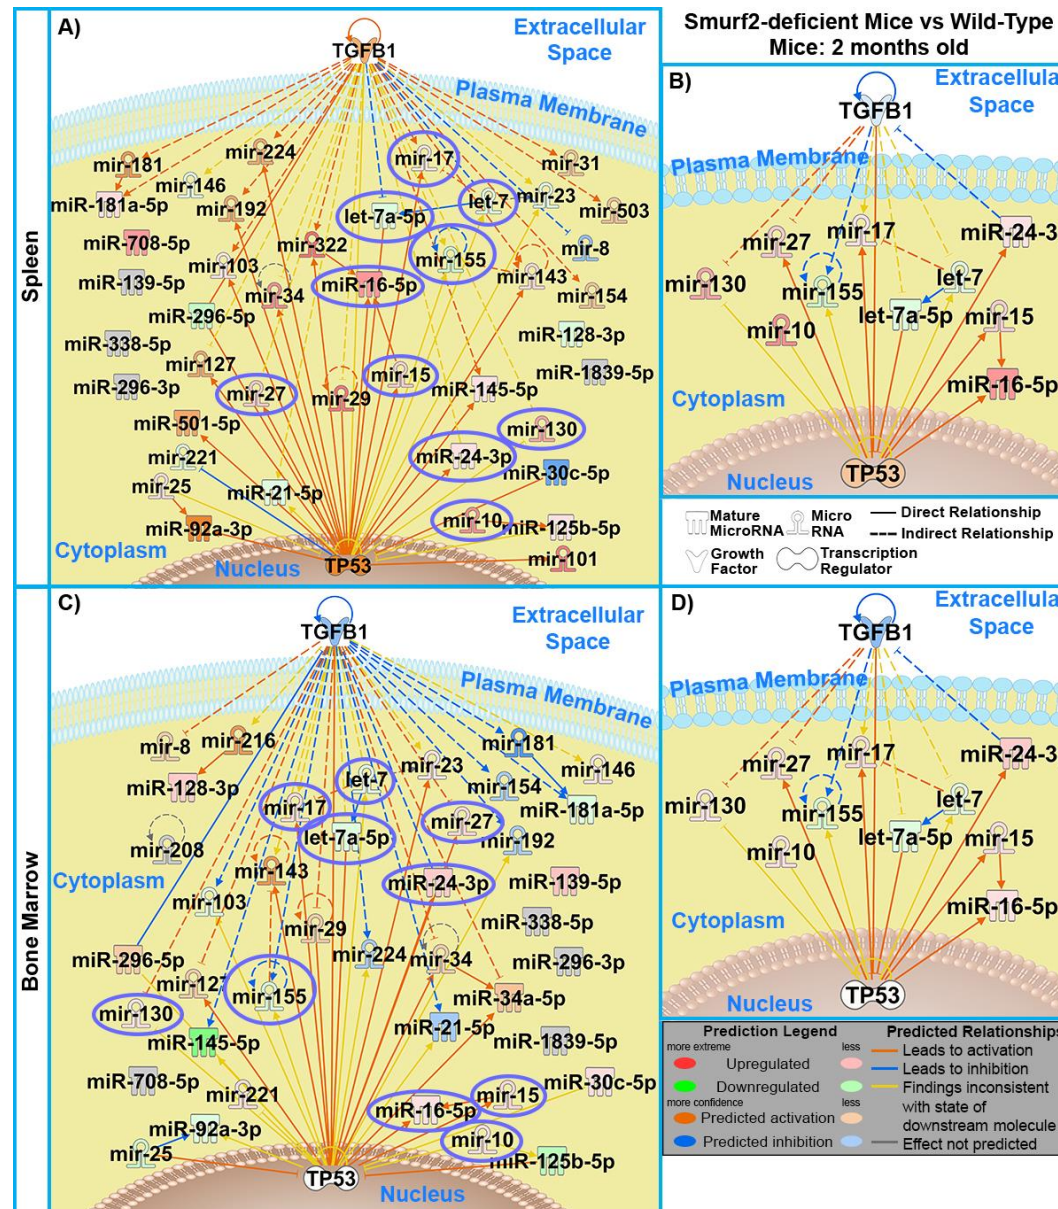 Smurf2-deficient Mice vs Wild-Type
Mice: 2 months old
Spleen
A)
Extracellular
Space
TGFB1
Plasma Membrane
mir-224
mir-17
mir-31
mir-181
mir-146
miR-181a-5p
mir-192
let-7
mir-23
let-7a-5p
mir-503
miR-708-5p
mir-322
mir-8
mir-155
mir-103
mir-143
miR-139-5p
mir-34
miR-16-5p
mir-154
miR-296-5p
miR-128-3p
miR-338-5p
mir-127
mir-15
miR-1839-5p
miR-296-3p
mir-27
mir-29
miR-145-5p
miR-501-5p
mir-130
mir-221
miR-24-3p
miR-30c-5p
mir-25
miR-21-5p
miR-92a-3p
mir-10
miR-125b-5p
Cytoplasm
mir-101
Nucleus
TP53
B)
Extracellular
Space
TGFB1
Plasma Membrane
mir-27
mir-17
miR-24-3
mir-130
mir-155
let-7
let-7a-5p
mir-15
mir-10
miR-16-5p
Cytoplasm
TP53
Nucleus
Mature
MicroRNA
Micro
RNA
Direct Relationship
Indirect Relationship
Growth
Factor
Transcription
Regulator
Bone Marrow
C)
Extracellular
Space
TGFB1
Plasma Membrane
mir-8
mir-216
mir-181
mir-23
mir-146
miR-128-3p
let-7
mir-154
mir-17
miR-181a-5p
mir-27
let-7a-5p
mir-208
mir-192
Cytoplasm
mir-143
miR-24-3p
miR-139-5p
mir-103
mir-29
miR-338-5p
miR-296-5p
mir-224
mir-34
miR-296-3p
mir-127
mir-155
miR-34a-5p
mir-130
miR-21-5p
miR-145-5p
miR-1839-5p
miR-708-5p
miR-30c-5p
mir-221
mir-15
miR-16-5p
miR-92a-3p
mir-10
mir-25
miR-125b-5p
TP53
Nucleus
D)
Extracellula
Space
TGFB1
Plasma Membrane
mir-27
mir-17
miR-24-3
mir-130
mir-155
let-7
let-7a-5p
mir-15
mir-10
miR-16-5p
Cytoplasm
TP53
Nucleus
Prediction Legend
more extreme
less
Upregulated
Downregulated
more confidence
less
Predicted activation
Predicted inhibition
Predicted Relationships
Leads to activation
Leads to inhibition
Findings inconsistent
with state of
downstream molecule
Effect not predicted